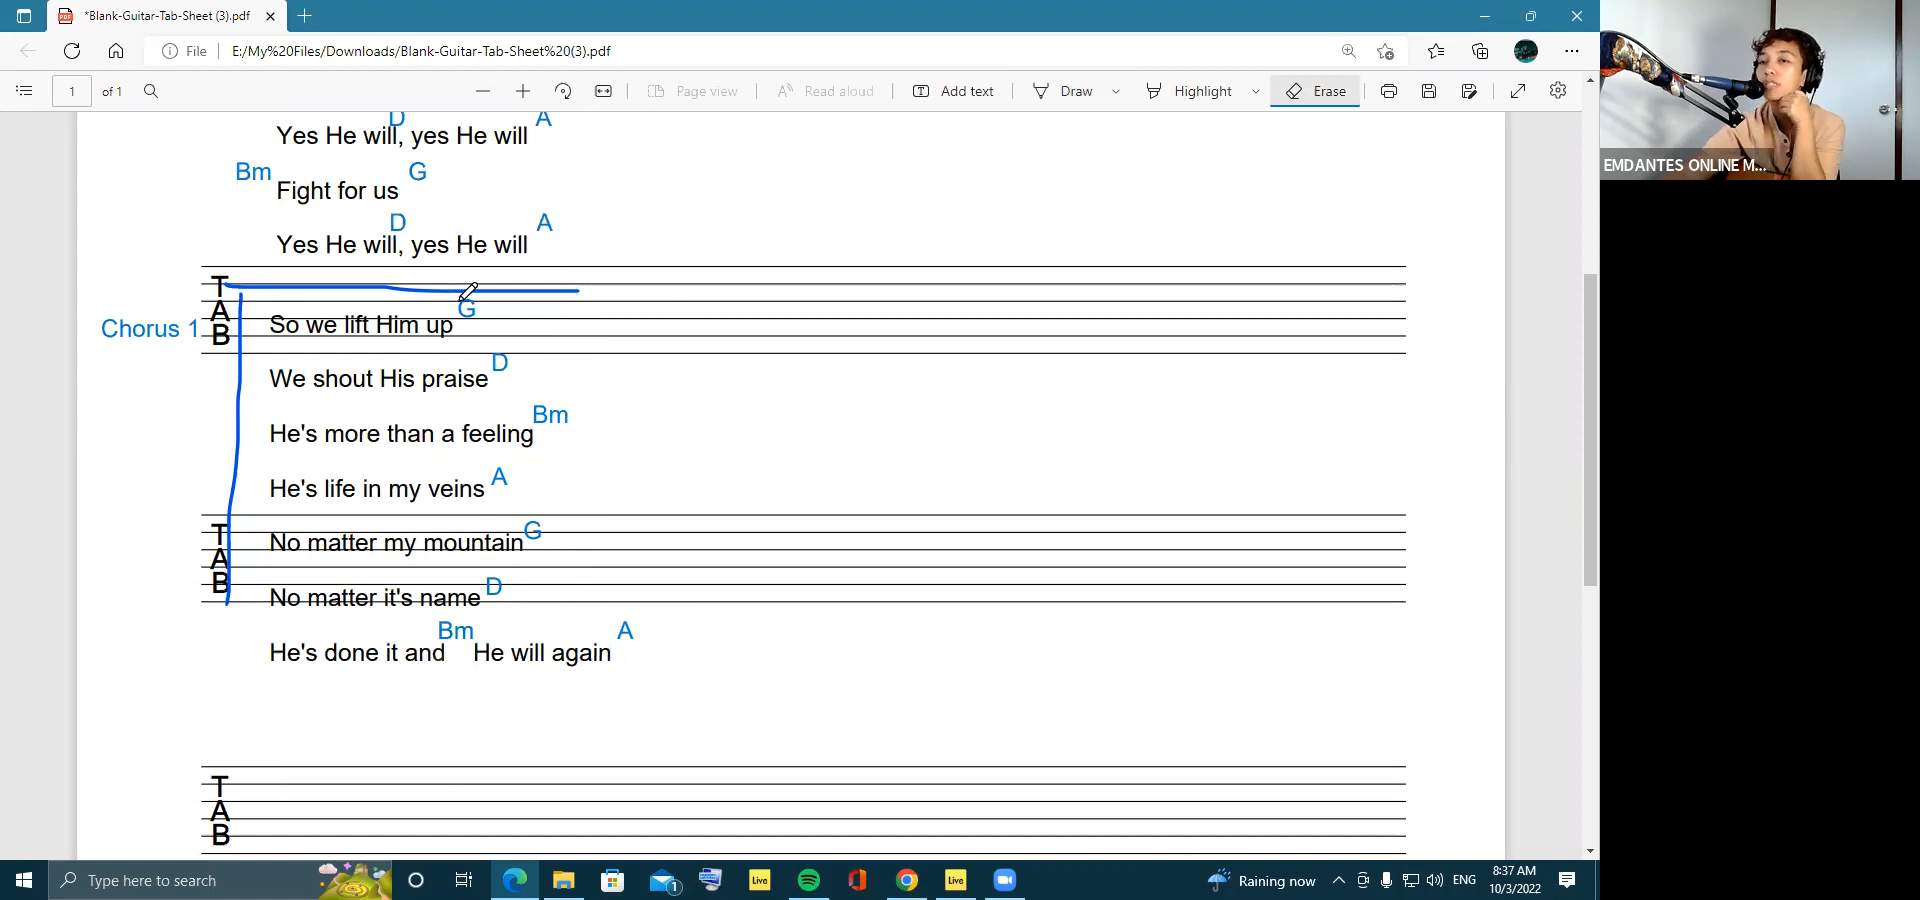 *Blank-Guitar-Tab-Sheet (3).pdf
File
E:/My%20Files/Downloads/Blank-Guitar-Tab-Sheet%20(3).pdf
1 of 1
Page view
Read aloud
Add text
Draw
Highlight
Erase
D A
Yes He will, yes He will
Bm G
Fight for us
D A
Yes He will, yes He will
T
A
B
Chorus 1
G
So we lift Him up
D
We shout His praise
Bm
He's more than a feeling
A
He's life in my veins
T
A
B
G
No matter my mountain
D
No matter it's name
Bm A
He's done it and He will again
T
A
B
EMDANTES ONLINE M...
Type here to search
1
Live
Live
Raining now
ENG
8:37 AM
10/3/2022